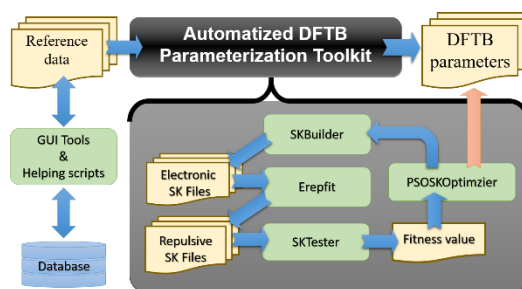 Reference
data
Automatized DFTB
Parameterization Toolkit
DFTB
parameters
GUI Tools
&
Helping scripts
Database
SKBuilder
Electronic
SK Files
Erepfit
Repulsive
SK Files
SKTester
PSOSKOptimzier
Fitness value